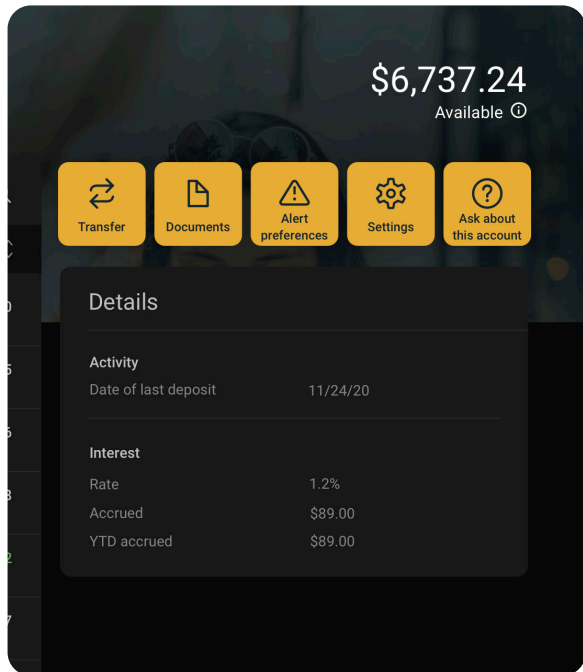 $6,737.24
Available
Transfer
Documents
Alert
preferences
Settings
Ask about
this account
Details
Activity
Date of last deposit 11/24/20
Interest
Rate 1.2%
Accrued $89.00
YTD accrued $89.00